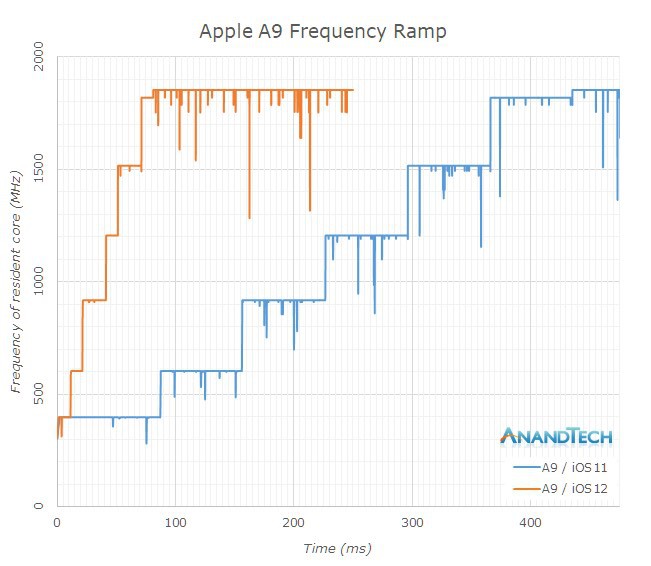 Apple A9 Frequency Ramp
2000
1500
1000
500
0
Frequency of resident core (MHz)
0 100 200 300 400
Time (ms)
ANANDTECH
A9 / iOS 11
A9 / iOS 12